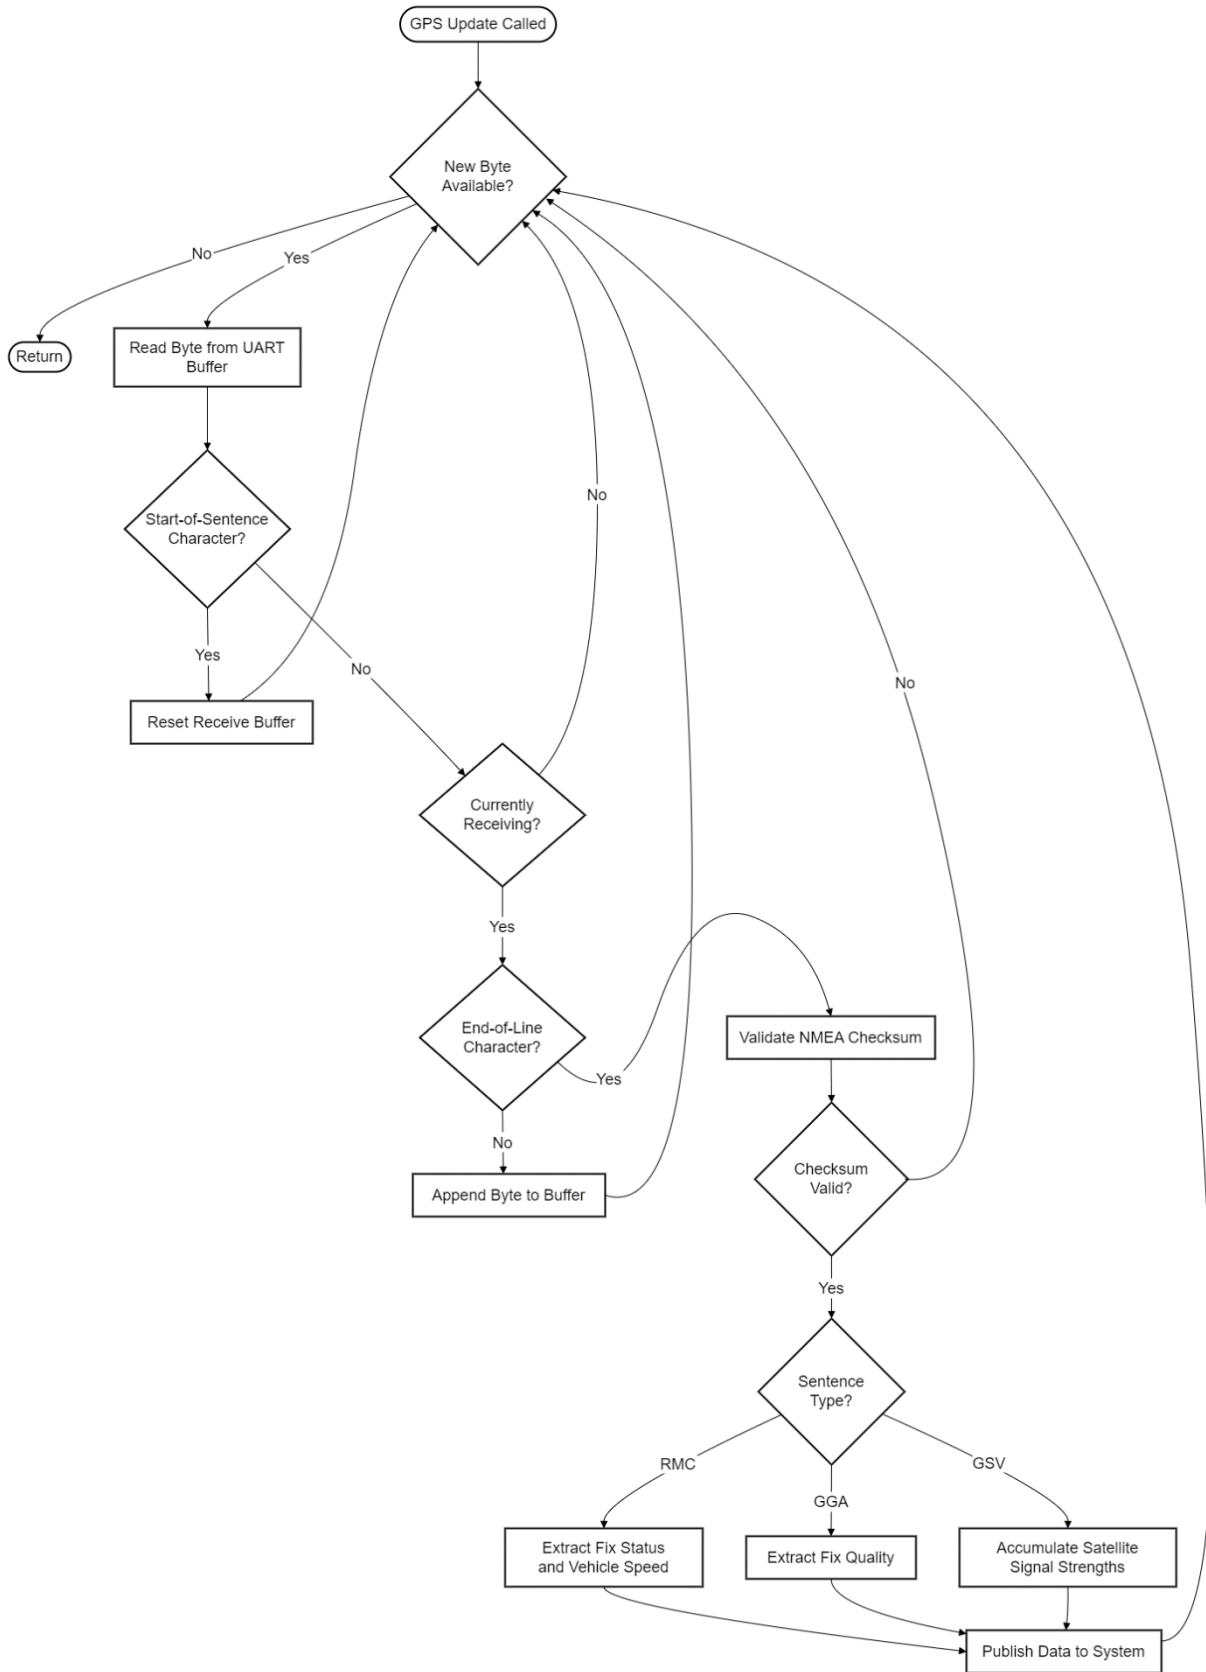 GPS Update Called
New Byte
Available?
No
Yes
Return
Read Byte from UART
Buffer
No
Start-of-Sentence
Character?
Yes
No
No
Reset Receive Buffer
Currently
Receiving?
Yes
End-of-Line
Character?
Yes
Validate NMEA Checksum
No
Append Byte to Buffer
Checksum
Valid?
Yes
Sentence
Type?
RMC
GGA
GSV
Extract Fix Status
and Vehicle Speed
Extract Fix Quality
Accumulate Satellite
Signal Strengths
Publish Data to System